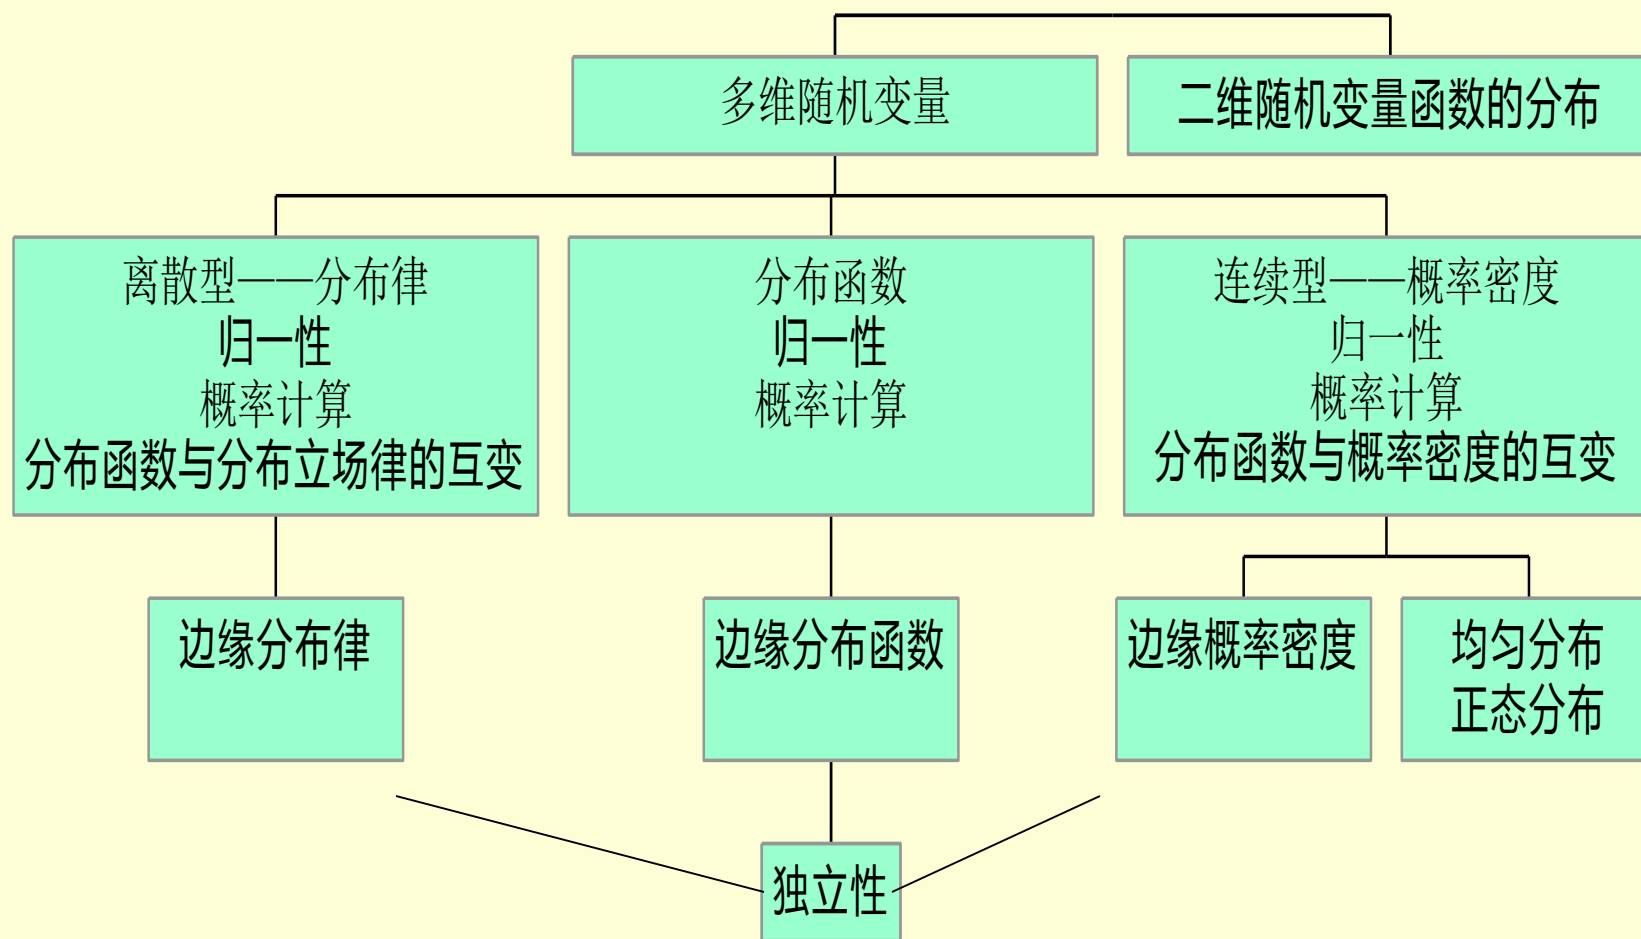 多维随机变量
二维随机变量函数的分布
离散型——分布律
归一性
概率计算
分布函数与分布立场律的互变
分布函数
归一性
概率计算
连续型——概率密度
归一性
概率计算
分布函数与概率密度的互变
边缘分布律
边缘分布函数
边缘概率密度
均匀分布
正态分布
独立性